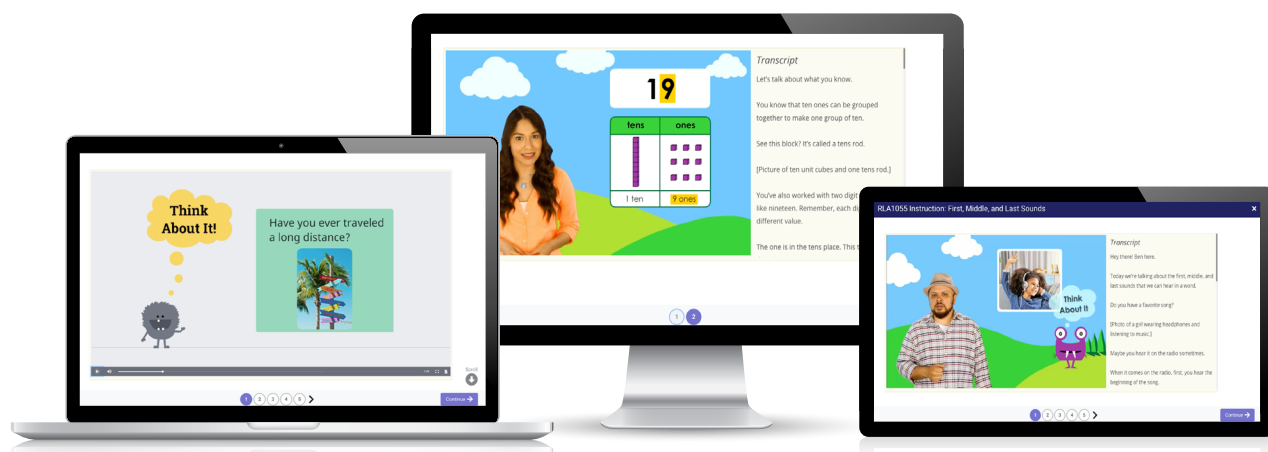 Think
About It!
Have you ever traveled
a long distance?
Scroll
1
2
3
4
5
Continue
19
tens
ones
1 ten
9 ones
Transcript
Let's talk about what you know.
You know that ten ones can be grouped
together to make one group of ten.
See this block? It's called a tens rod.
[Picture of ten unit cubes and one tens rod.]
You've also worked with two digit
like nineteen. Remember, each
different value.
The one is in the tens place. This
1
2
RLA1055 Instruction: First, Middle, and Last Sounds
x
Think
About It
Transcript
Hey there! Ben here.
Today we're talking about the first, middle, and
last sounds that we can hear in a word.
Do you have a favorite song?
[Photo of a girl wearing headphones and
listening to music.]
Maybe you hear it on the radio sometimes.
When it comes on the radio, first, you hear the
beginning of the song.
1
2
3
4
5
Continue